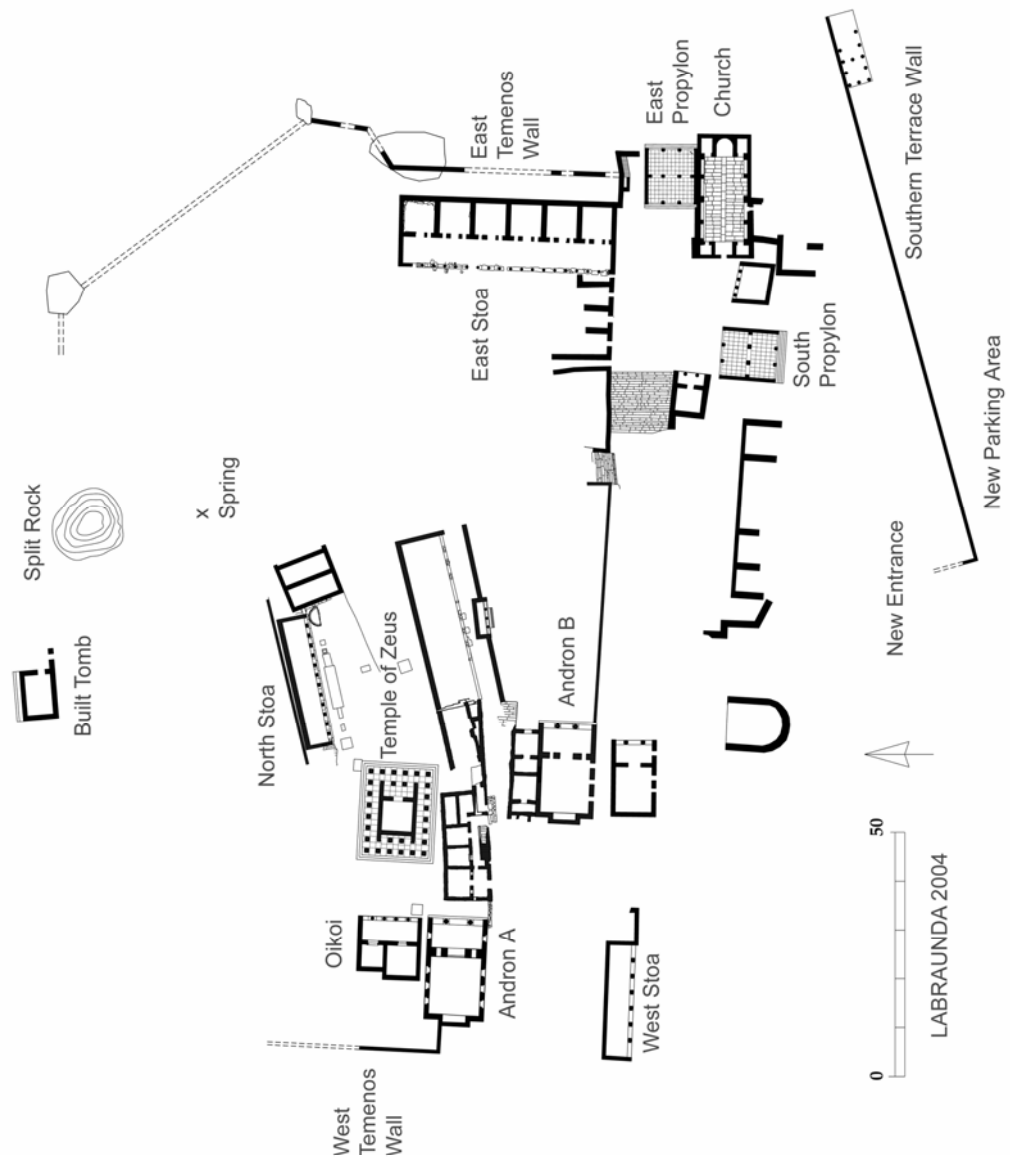 Split Rock
Built Tomb
x
Spring
North Stoa
Temple of Zeus
Oikoi
Andron A
West
Temenos
Wall
West Stoa
Andron B
East Stoa
East
Temenos
Wall
East
Propylon
Church
South
Propylon
Southern Terrace Wall
New Parking Area
New Entrance
0
50
LABRAUNDA 2004